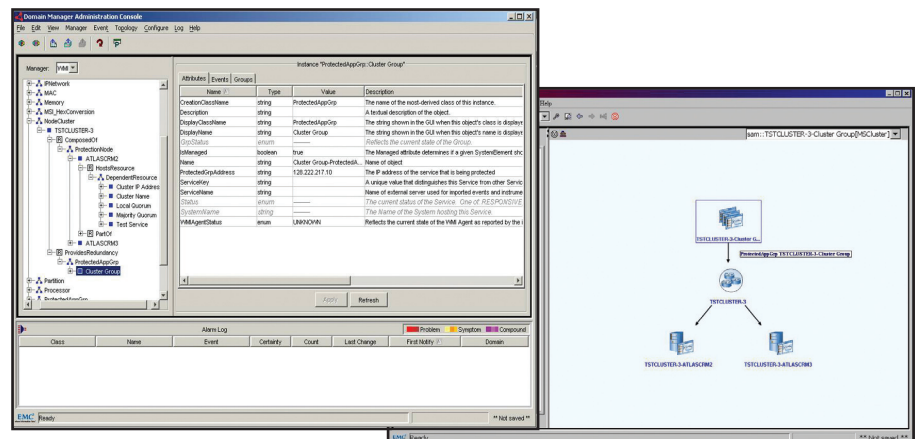 Domain Manager Administration Console
File Edit View Manager Event Topology Configure Log Help
Manager: WMI
IPNetwork
MAC
Memory
MSI_HexConversion
NodeCluster
TSTCLUSTER-3
ComposedOf
ProtectionNode
ATLASCRM2
HostsResource
DependentResource
Cluster IP Addres
Cluster Name
Local Quorum
Majority Quorum
Test Service
PartOf
ATLASCRM3
ProvidesRedundancy
ProtectedAppGrp
Cluster Group
Partition
Processor
ProtectedAppGrp
Instance "ProtectedAppGrp::Cluster Group"
Attributes Events Groups
Name Type Value Description
CreationClassName string ProtectedAppGrp The name of the most-derived class of this instance.
Description string A textual description of the object.
DisplayClassName string ProtectedAppGrp The string shown in the GUI when this object's name is displaye
DisplayName string Cluster Group The string shown in the GUI when this object's name is displaye
GrpStatus enum -------- Reflects the current state of the Group.
IsManaged boolean true The Managed attribute determines if a given SystemElement sho
Name string Cluster Group-ProtectedA... Name of object
ProtectedGrpAddress string 128.222.217.10 The IP address of the service that is being protected
ServiceKey string A unique value that distinguishes this Service from other Servic
ServiceName string Name of external server used for imported events and instrume
Status enum -------- The current status of the Service. One of: RESPONSIVE,
SystemName string -------- The Name of the System hosting this Service.
WMIAgentStatus enum UNKNOWN Reflects the current state of the WMI Agent as reported by the i
Apply Refresh
Alarm Log Problem Symptom Compound
Class Name Event Certainty Count Last Change First Notify Domain
EMC² Ready ** Not saved **
Help
sam::TSTCLUSTER-3-Cluster Group[MSCluster]
TSTCLUSTER-3-Cluster G...
ProtectedAppGrp TSTCLUSTER-3-Cluster Group
TSTCLUSTER-3
TSTCLUSTER-3-ATLASCRM2 TSTCLUSTER-3-ATLASCRM3
EMC² Ready ** Not saved **